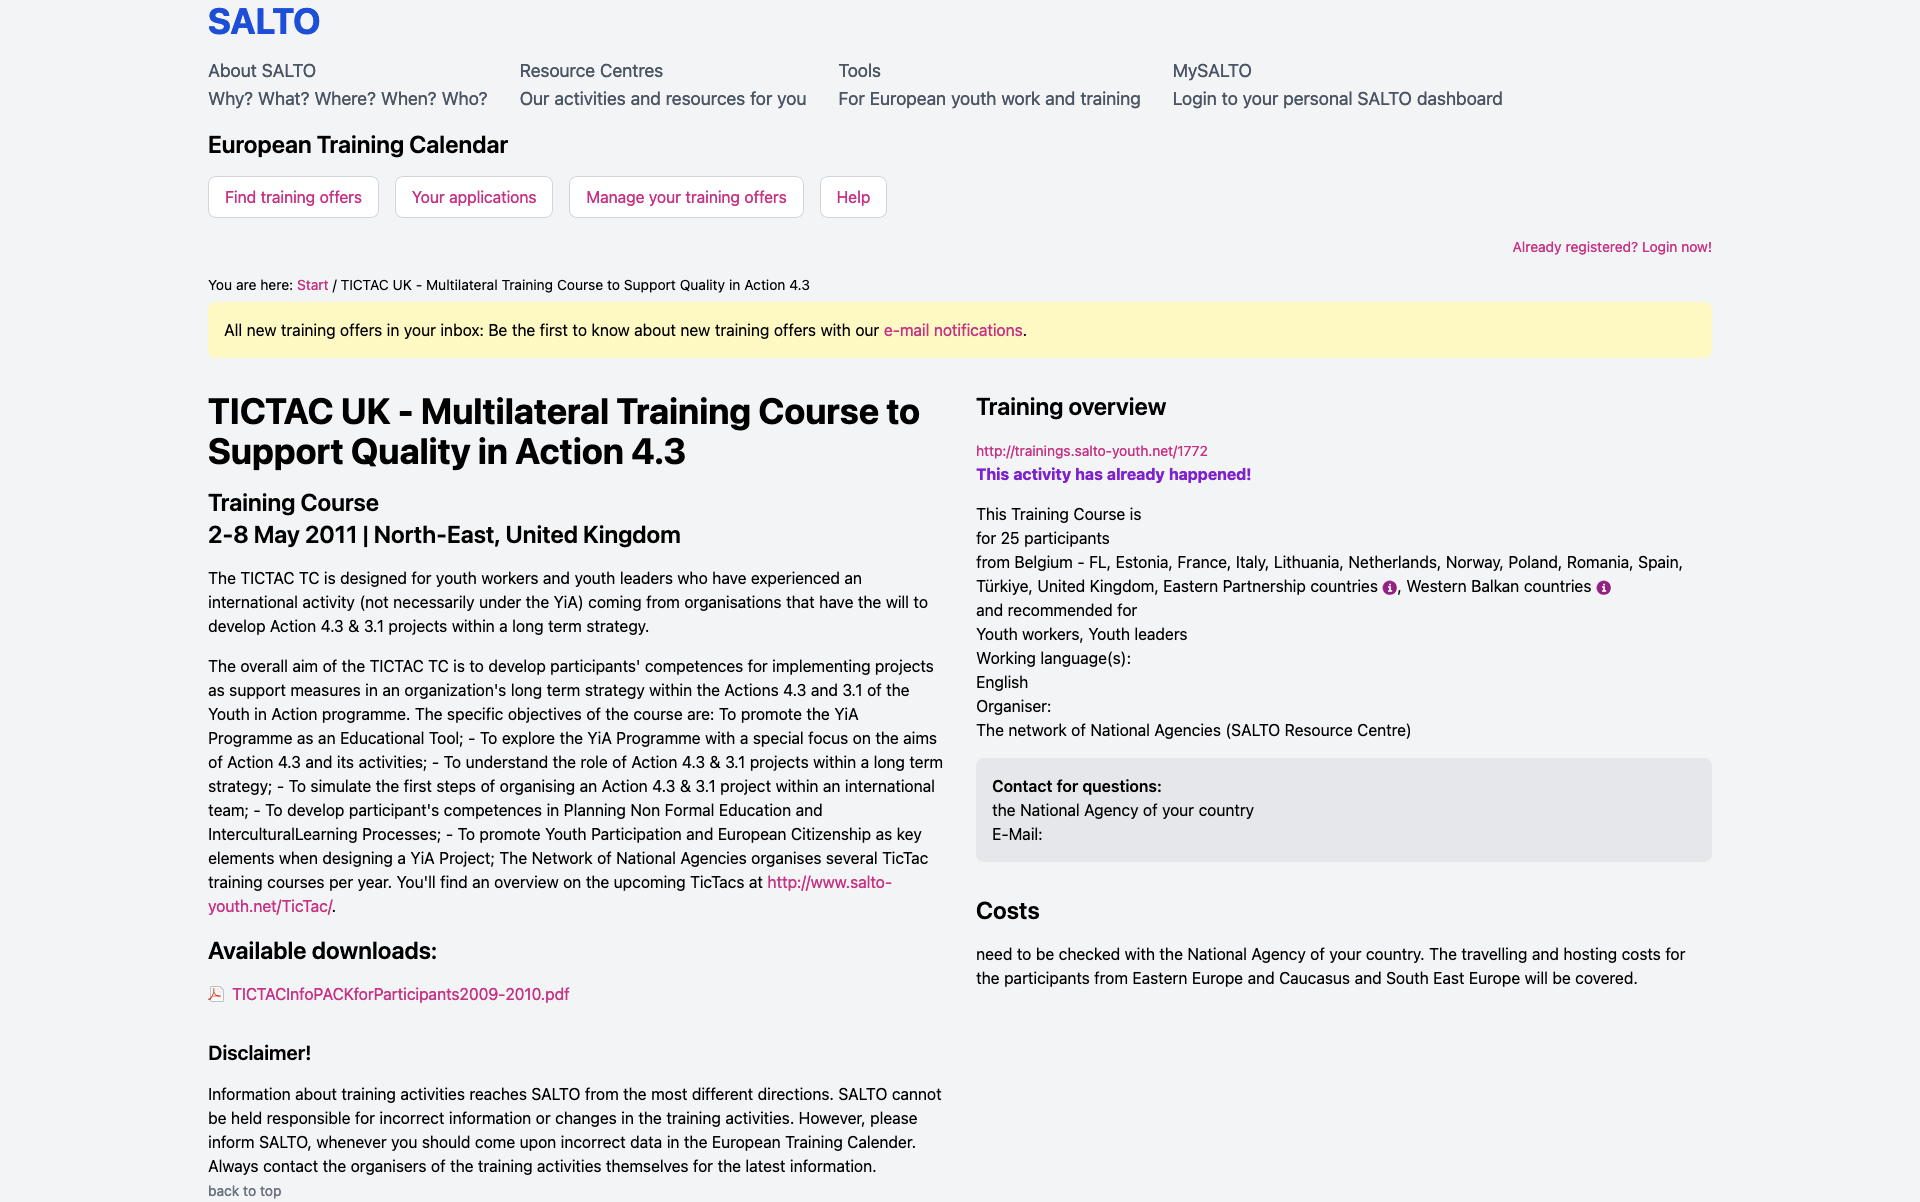 SALTO
About SALTO
Why? What? Where? When? Who?
Resource Centres
Our activities and resources for you
Tools
For European youth work and training
MySALTO
Login to your personal SALTO dashboard
European Training Calendar
Find training offers
Your applications
Manage your training offers
Help
Already registered? Login now!
You are here: Start / TICTAC UK - Multilateral Training Course to Support Quality in Action 4.3
All new training offers in your inbox: Be the first to know about new training offers with our e-mail notifications.
TICTAC UK - Multilateral Training Course to
Support Quality in Action 4.3
Training Course
2-8 May 2011 | North-East, United Kingdom
The TICTAC TC is designed for youth workers and youth leaders who have experienced an
international activity (not necessarily under the YiA) coming from organisations that have the will to
develop Action 4.3 & 3.1 projects within a long term strategy.
The overall aim of the TICTAC TC is to develop participants' competences for implementing projects
as support measures in an organization's long term strategy within the Actions 4.3 and 3.1 of the
Youth in Action programme. The specific objectives of the course are: To promote the YiA
Programme as an Educational Tool; - To explore the YiA Programme with a special focus on the aims
of Action 4.3 and its activities; - To understand the role of Action 4.3 & 3.1 projects within a long term
strategy; - To simulate the first steps of organising an Action 4.3 & 3.1 project within an international
team; - To develop participant's competences in Planning Non Formal Education and
InterculturalLearning Processes; - To promote Youth Participation and European Citizenship as key
elements when designing a YiA Project; The Network of National Agencies organises several TicTac
training courses per year. You'll find an overview on the upcoming TicTacs at http://www.salto-
youth.net/TicTac/.
Available downloads:
TICTACInfoPACKforParticipants2009-2010.pdf
Disclaimer!
Information about training activities reaches SALTO from the most different directions. SALTO cannot
be held responsible for incorrect information or changes in the training activities. However, please
inform SALTO, whenever you should come upon incorrect data in the European Training Calender.
Always contact the organisers of the training activities themselves for the latest information.
back to top
Training overview
http://trainings.salto-youth.net/1772
This activity has already happened!
This Training Course is
for 25 participants
from Belgium - FL, Estonia, France, Italy, Lithuania, Netherlands, Norway, Poland, Romania, Spain,
Türkiye, United Kingdom, Eastern Partnership countries , Western Balkan countries
and recommended for
Youth workers, Youth leaders
Working language(s):
English
Organiser:
The network of National Agencies (SALTO Resource Centre)
Contact for questions:
the National Agency of your country
E-Mail:
Costs
need to be checked with the National Agency of your country. The travelling and hosting costs for
the participants from Eastern Europe and Caucasus and South East Europe will be covered.